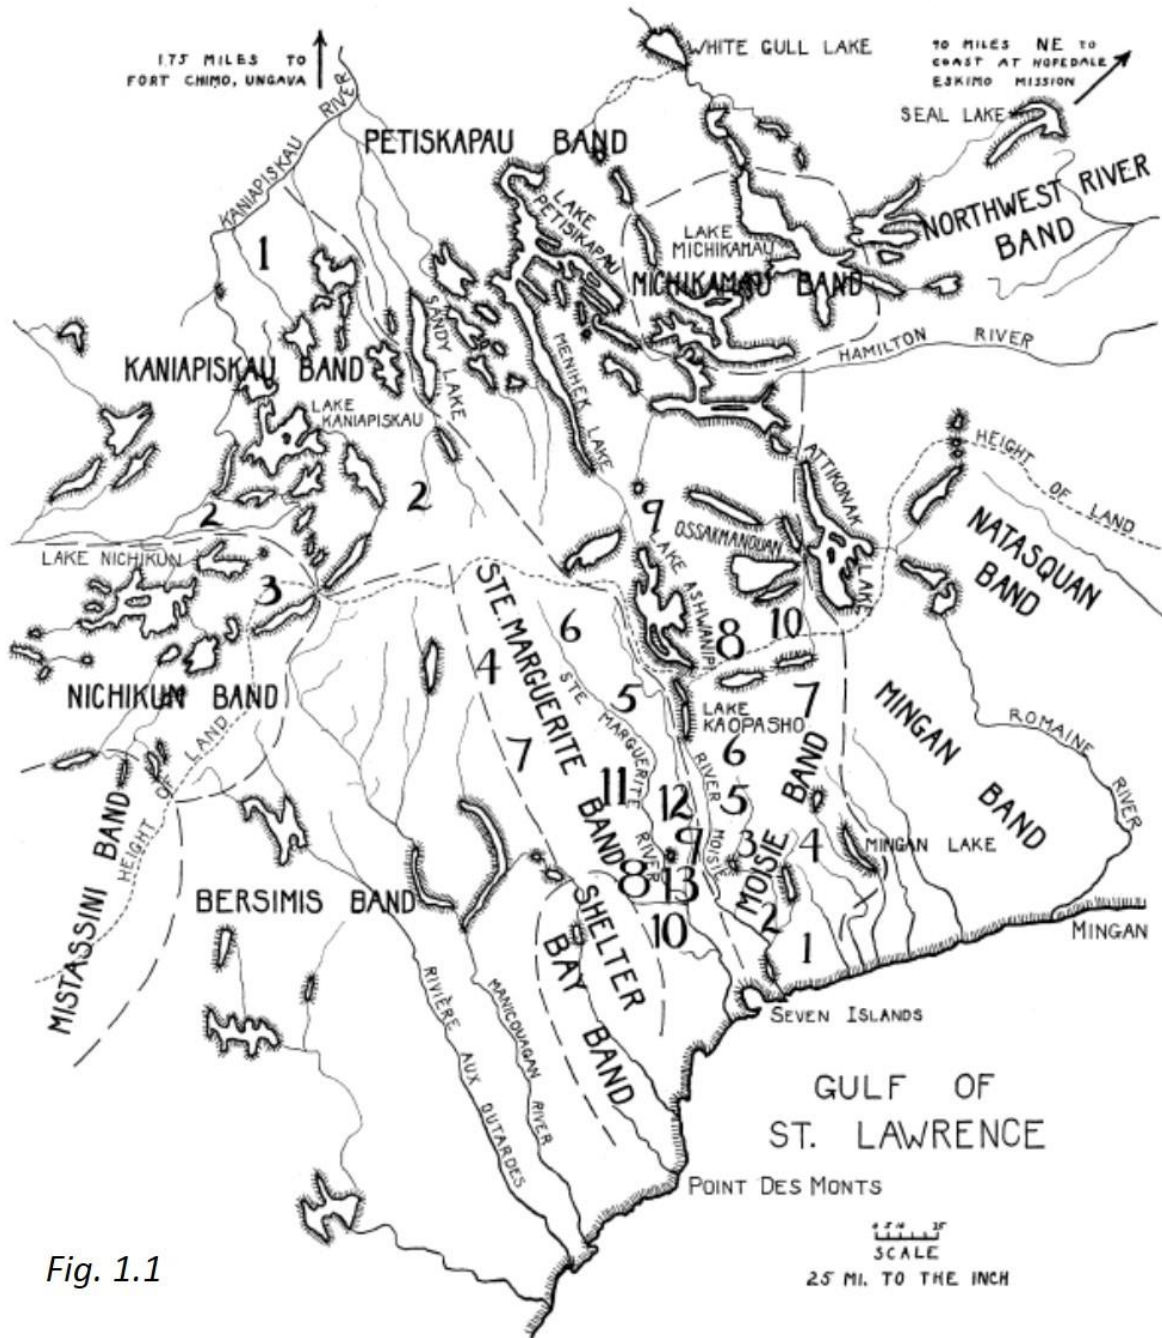 175 MILES TO
FORT CHIMO, UNGAVA
WHITE GULL LAKE
90 MILES NE TO
COAST AT HOPEDALE
ESKIMO MISSION
SEAL LAKE
KANIAPISKAU RIVER
PETISKAPAU BAND
LAKE
PETISIKAPAU
NORTHWEST RIVER
BAND
LAKE
MICHIKAMAU
MICHIKAMAU BAND
1
SANDY LAKE
MENIHEK LAKE
HAMILTON RIVER
KANIAPISKAU BAND
LAKE
KANIAPISKAU
ATTIKONAK LAKE
HEIGHT OF LAND
2
2
9
OSSAKMANOUAN
LAKE ASHWANIPI
NATASQUAN
BAND
LAKE NICHIKUN
3
STE. MARGUERITE BAND
6
8
10
4
5
STE MARGUERITE RIVER
NICHIKUN BAND
LAKE
KAOPASHO
7
MINGAN BAND
ROMAINE RIVER
7
6
HEIGHT OF LAND
11
12
RIVER MOISIE
5
MOISIE BAND
MISTASSINI BAND
9
3
4
MINGAN LAKE
8
13
BERSIMIS BAND
SHELTER
BAY BAND
10
2
1
MINGAN
RIVIÈRE AUX OUTARDES
MANICOUAGAN RIVER
SEVEN ISLANDS
GULF OF
ST. LAWRENCE
POINT DES MONTS
0 5 10 25
SCALE
25 MI. TO THE INCH
Fig. 1.1